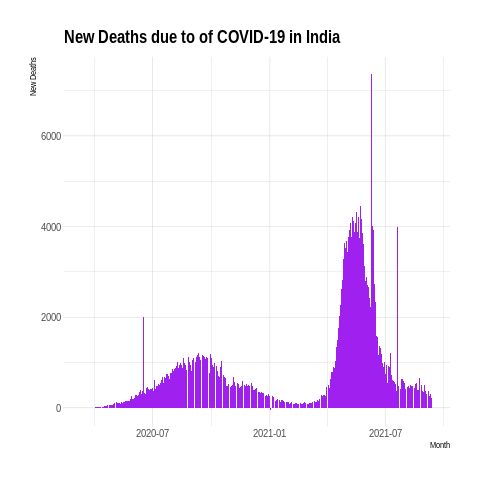 New Deaths due to of COVID-19 in India
New Deaths
6000
4000
2000
0
2020-07
2021-01
2021-07
Month